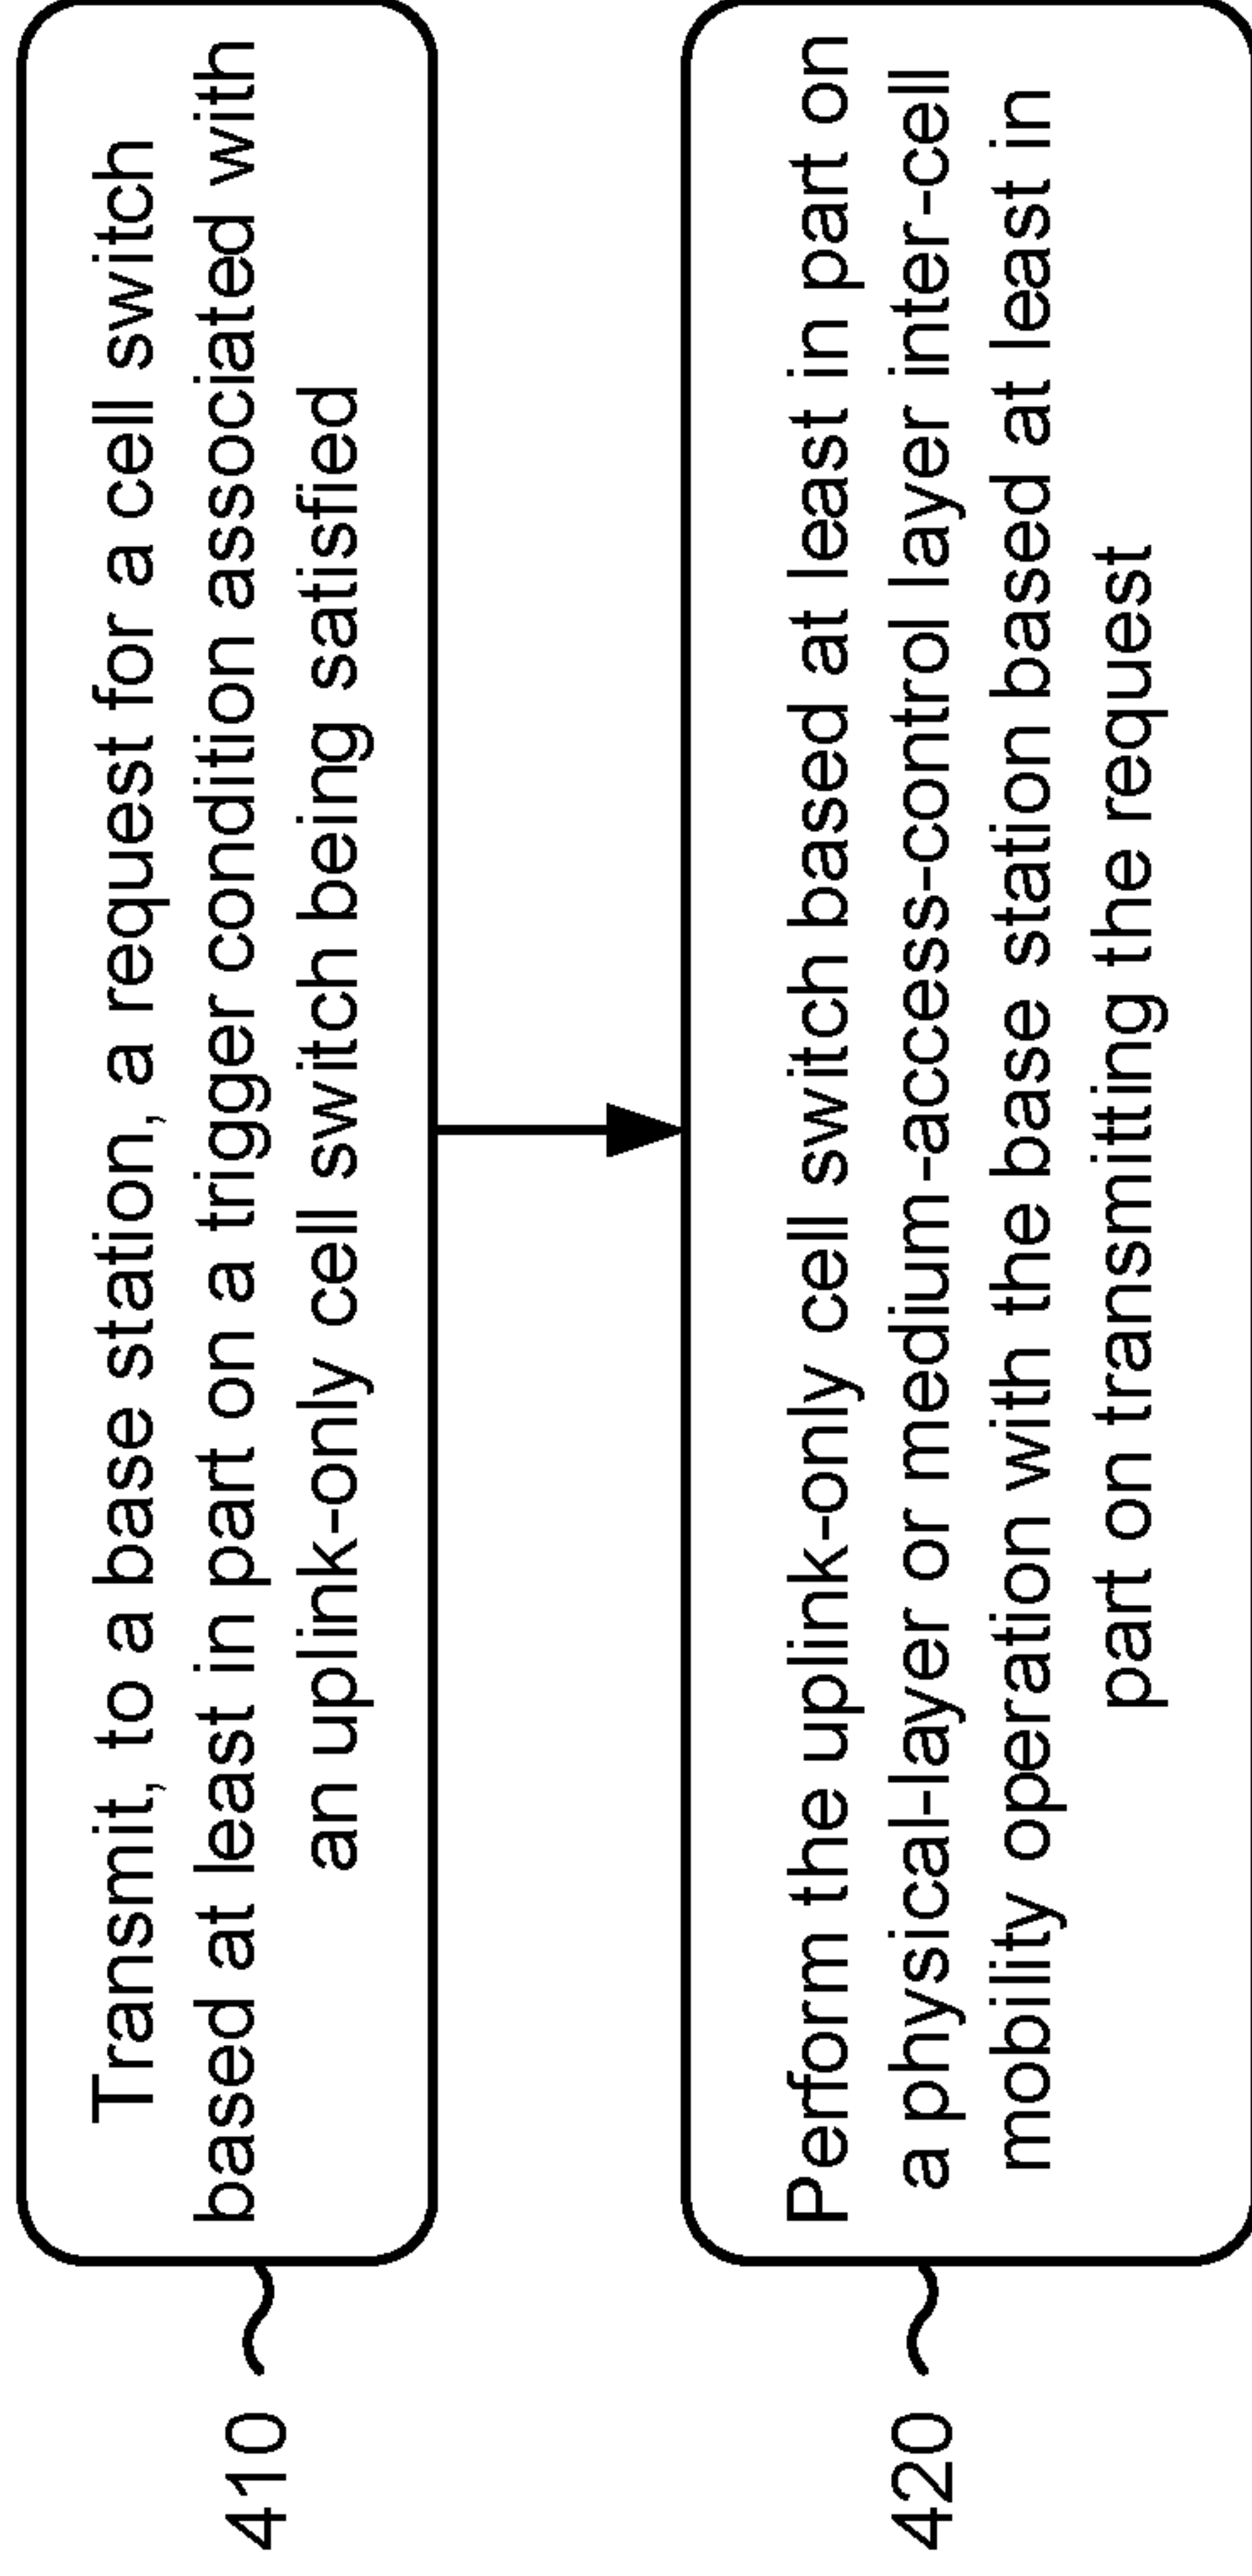 410
Transmit, to a base station, a request for a cell switch
based at least in part on a trigger condition associated with
an uplink-only cell switch being satisfied
420
Perform the uplink-only cell switch based at least in part on
a physical-layer or medium-access-control layer inter-cell
mobility operation with the base station based at least in
part on transmitting the request